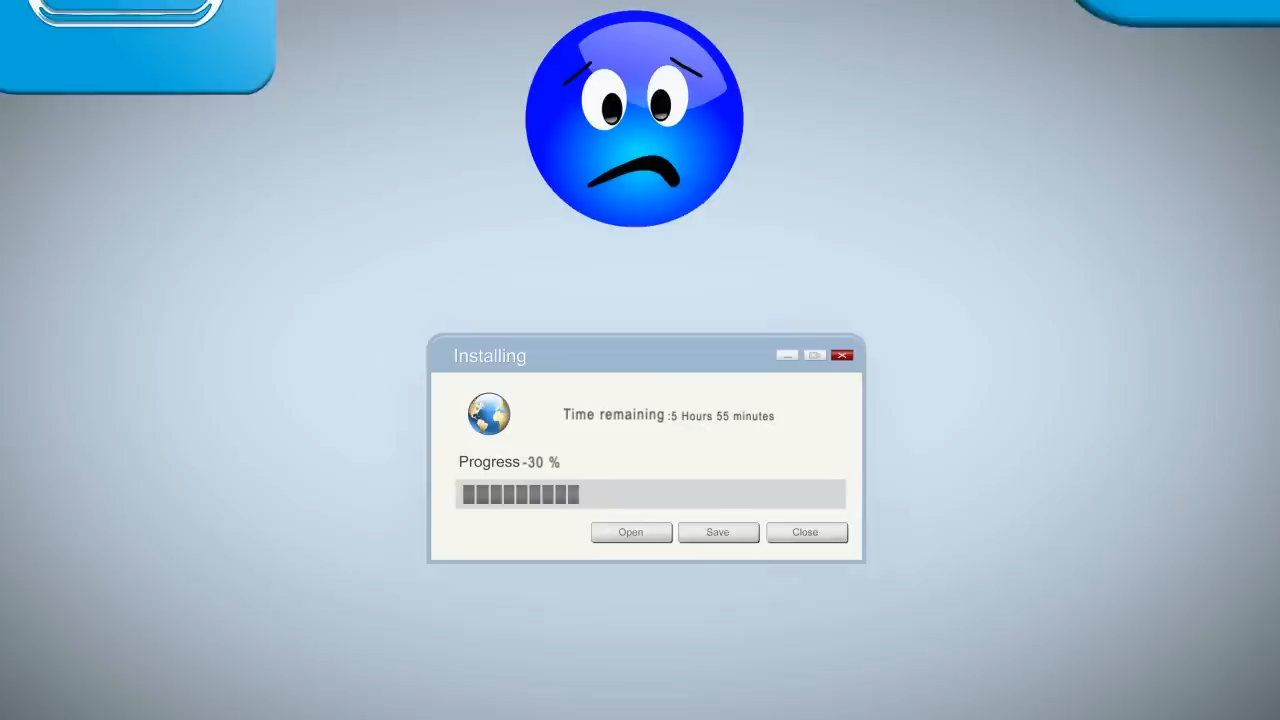 Installing
Time remaining :5 Hours 55 minutes
Progress -30 %
Open Save Close